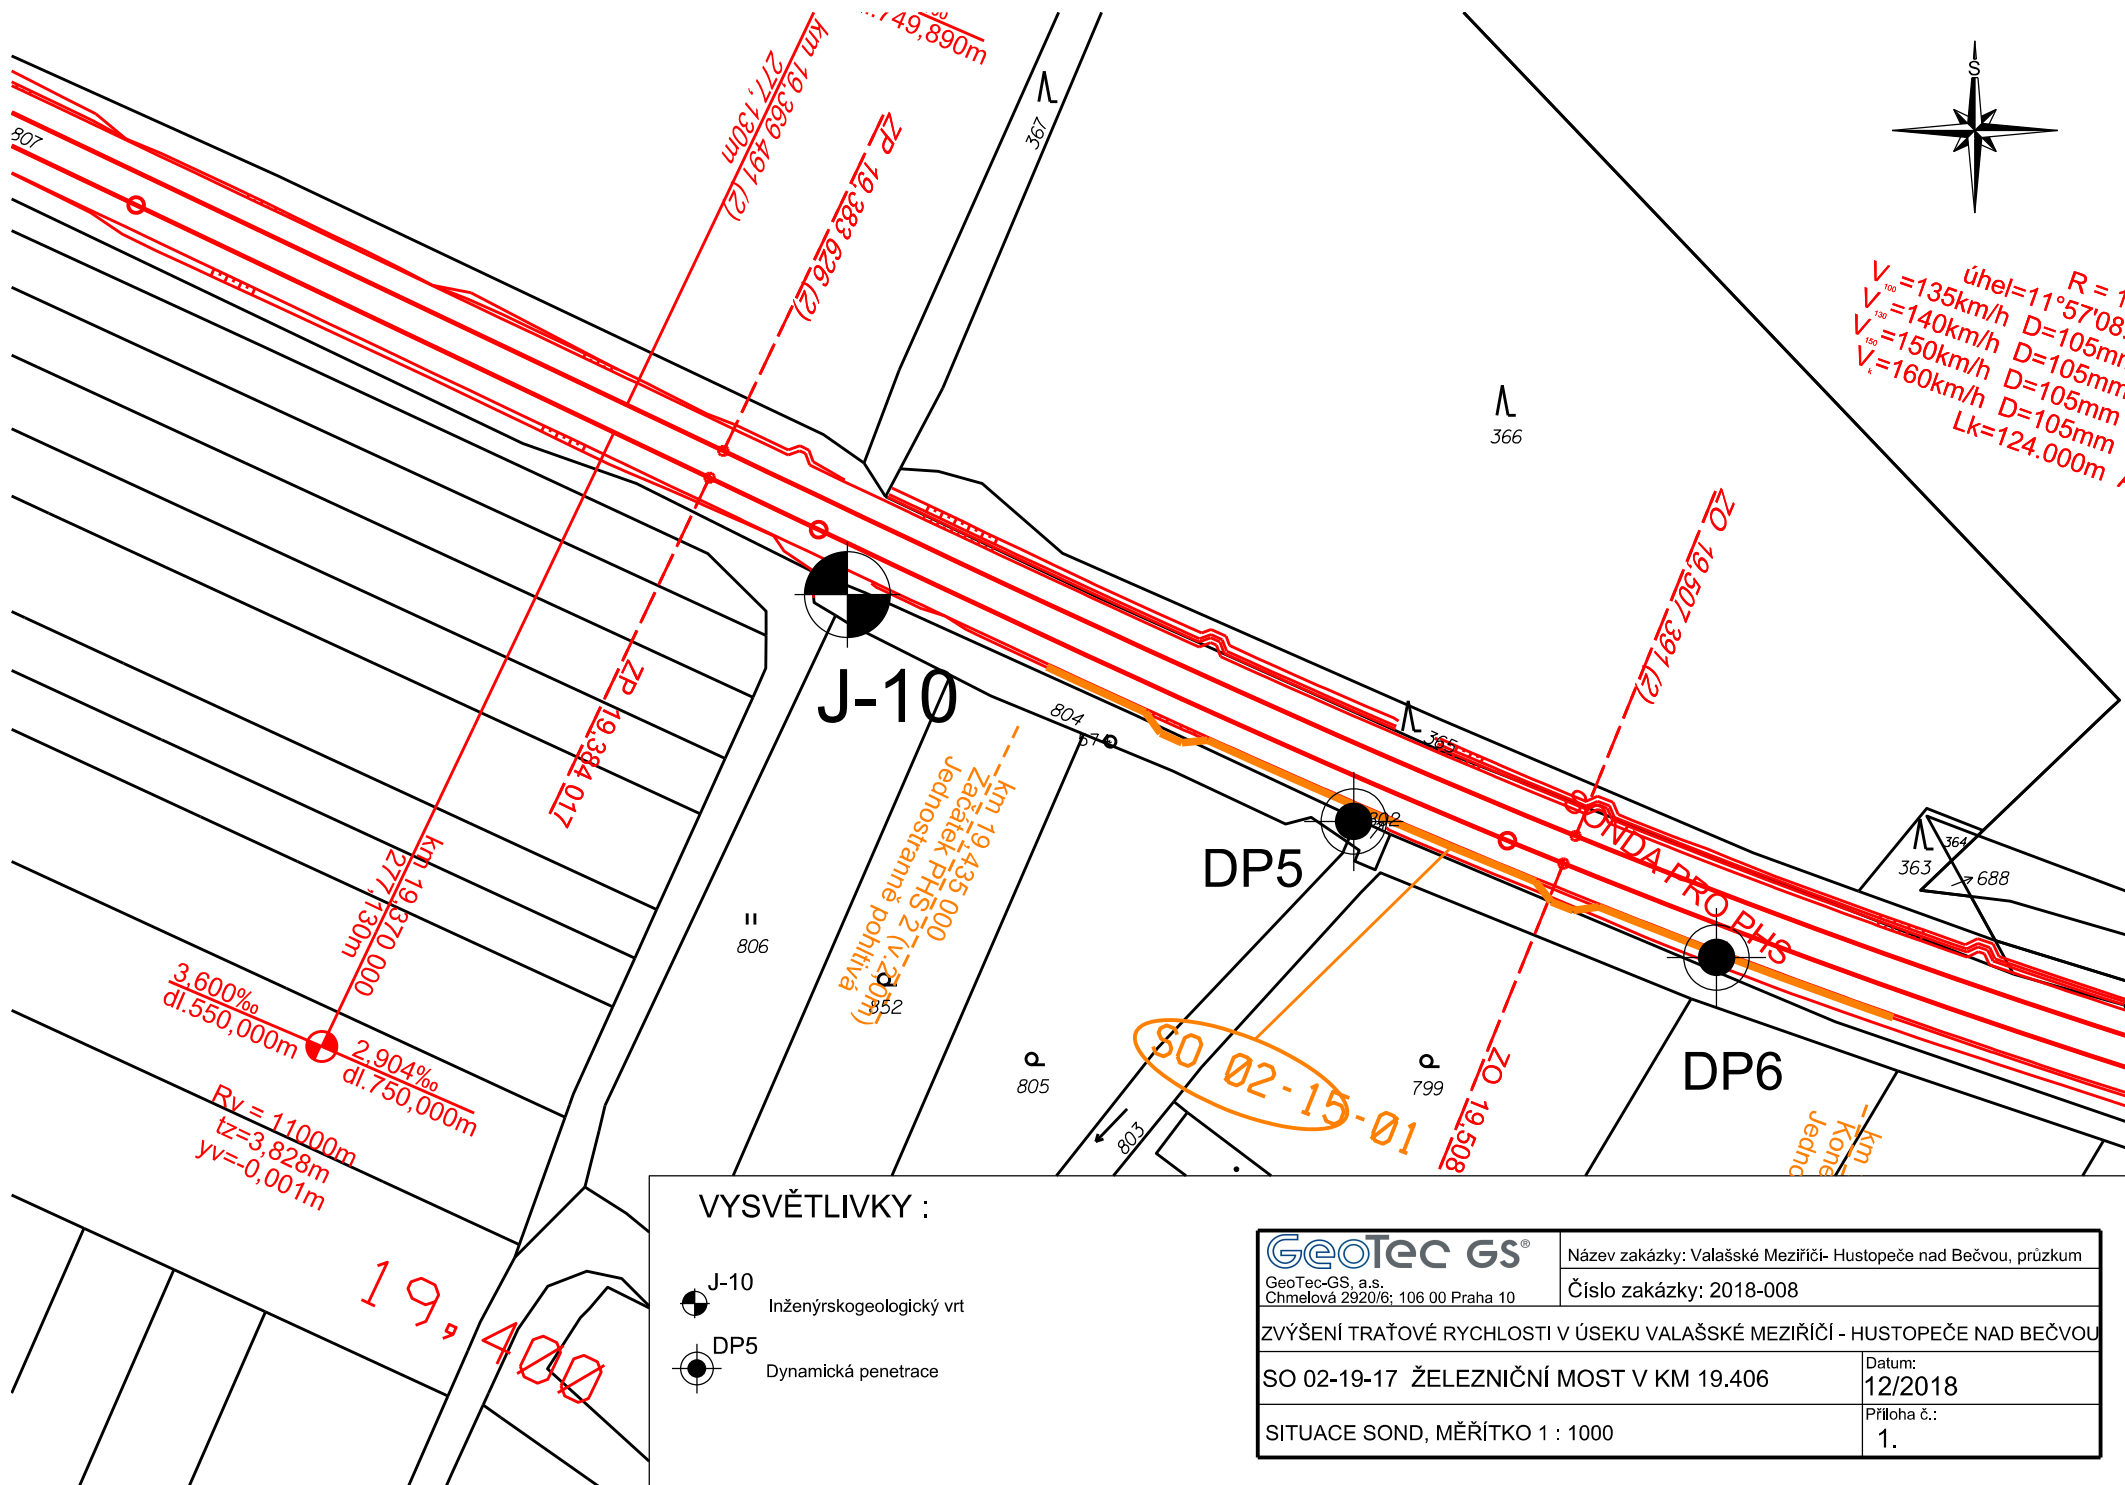 .749,890m
km 19,369 491 (2)
277,130m
ZP 19,383 626 (2)
367
Š
807
R = 1
úhel=11°57'08.
V100=135km/h D=105mm
V130=140km/h D=105mm
V150=150km/h D=105mm
Vk=160km/h D=105mm
Lk=124.000m
366
ZO 19,507 391 (2)
J-10
ZP 19,384 017
804
365
SONDA PRO PHS
802
DP5
364
363
688
km 19,435 000
Začátek PHS 2 (v.2,0m)
Jednostranně pohltivá
km 19,370 000
277,130m
806
852
805
799
803
SO 02-15-01
ZO 19,508
DP6
3,600‰
dl.550,000m
2,904‰
dl.750,000m
Rv = 11000m
tz=3,828m
yv=-0,001m
km
Kone
Jedno
19,400
VYSVĚTLIVKY :
J-10
Inženýrskogeologický vrt
DP5
Dynamická penetrace
GEOTEC GS®
GeoTec-GS, a.s.
Chmelová 2920/6; 106 00 Praha 10
Název zakázky: Valašské Meziříčí- Hustopeče nad Bečvou, průzkum
Číslo zakázky: 2018-008
ZVÝŠENÍ TRAŤOVÉ RYCHLOSTI V ÚSEKU VALAŠSKÉ MEZIŘÍČÍ - HUSTOPEČE NAD BEČVOU
SO 02-19-17 ŽELEZNIČNÍ MOST V KM 19.406
Datum:
12/2018
SITUACE SOND, MĚŘÍTKO 1 : 1000
Příloha č.:
1.